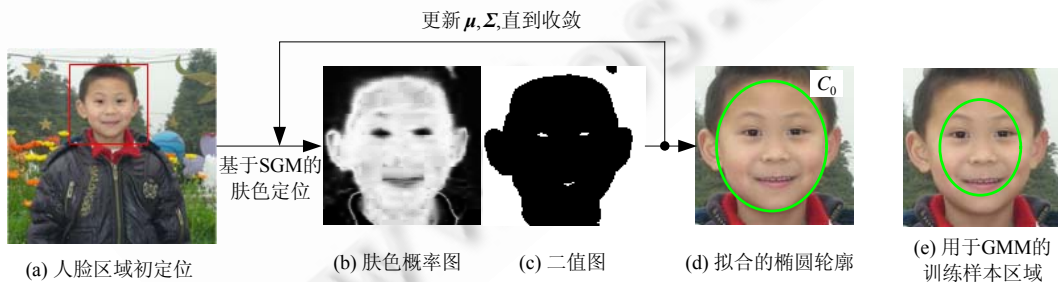 更新 μ, Σ,直到收敛
基于SGM的
肤色定位
C₀
(a) 人脸区域初定位
(b) 肤色概率图
(c) 二值图
(d) 拟合的椭圆轮廓
(e) 用于GMM的
训练样本区域